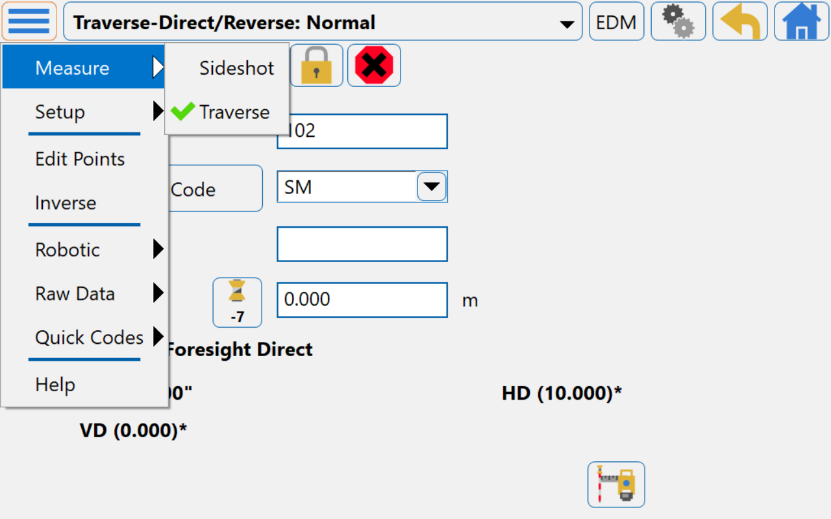 Traverse-Direct/Reverse: Normal
EDM
Measure
Sideshot
Setup
Traverse
102
Edit Points
Code
SM
Inverse
Robotic
Raw Data
-7
0.000
m
Quick Codes
Foresight Direct
Help
00"
HD (10.000)*
VD (0.000)*